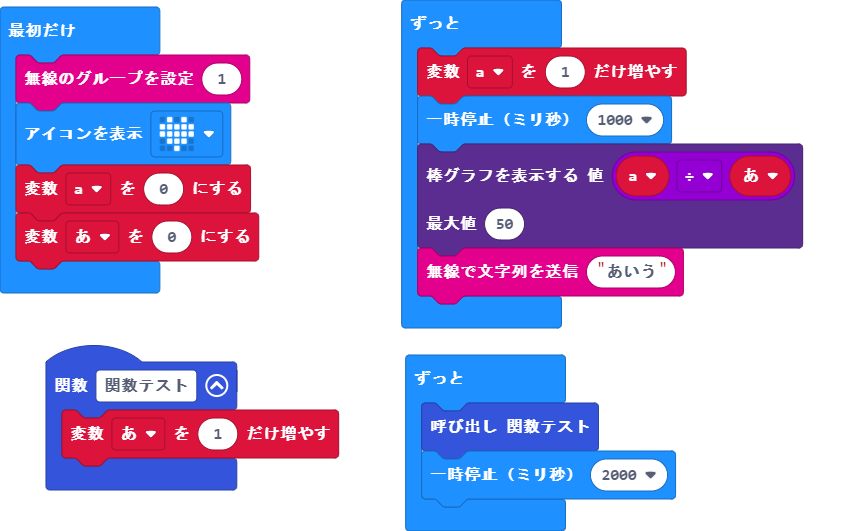 最初だけ
無線のグループを設定 1
アイコンを表示
変数 a を 0 にする
変数 あ を 0 にする
ずっと
変数 a を 1 だけ増やす
一時停止（ミリ秒） 1000
棒グラフを表示する 値 a ÷ あ
最大値 50
無線で文字列を送信 "あいう"
関数 関数テスト
変数 あ を 1 だけ増やす
ずっと
呼び出し 関数テスト
一時停止（ミリ秒） 2000